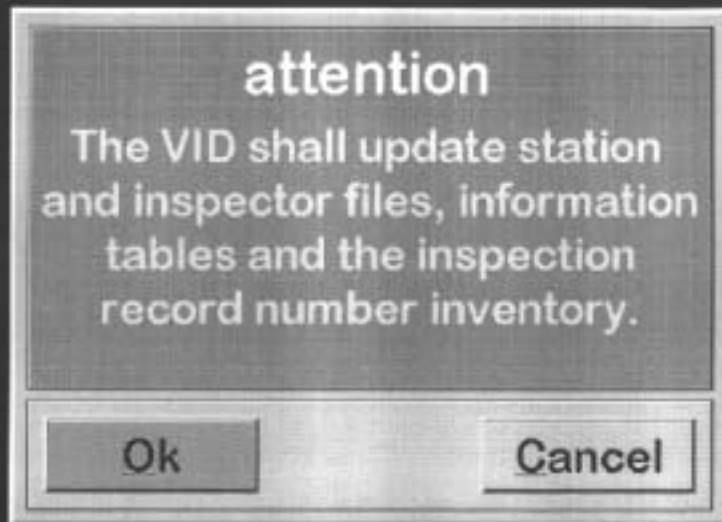 attention
The VID shall update station
and inspector files, information
tables and the inspection
record number inventory.
Ok
Cancel